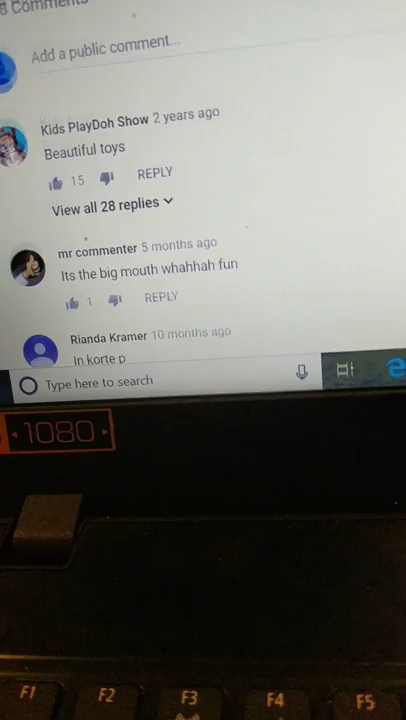 8 Comments
Add a public comment...
Kids PlayDoh Show 2 years ago
Beautiful toys
15 REPLY
View all 28 replies
mr commenter 5 months ago
Its the big mouth whahhah fun
1 REPLY
Rianda Kramer 10 months ago
In korte p
Type here to search
1080
F1 F2 F3 F4 F5